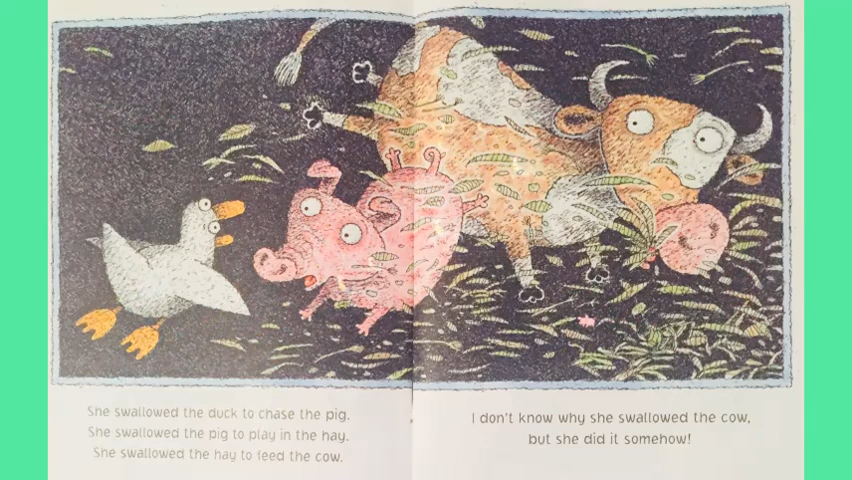 She swallowed the duck to chase the pig.
She swallowed the pig to play in the hay.
She swallowed the hay to feed the cow.
I don't know why she swallowed the cow,
but she did it somehow!